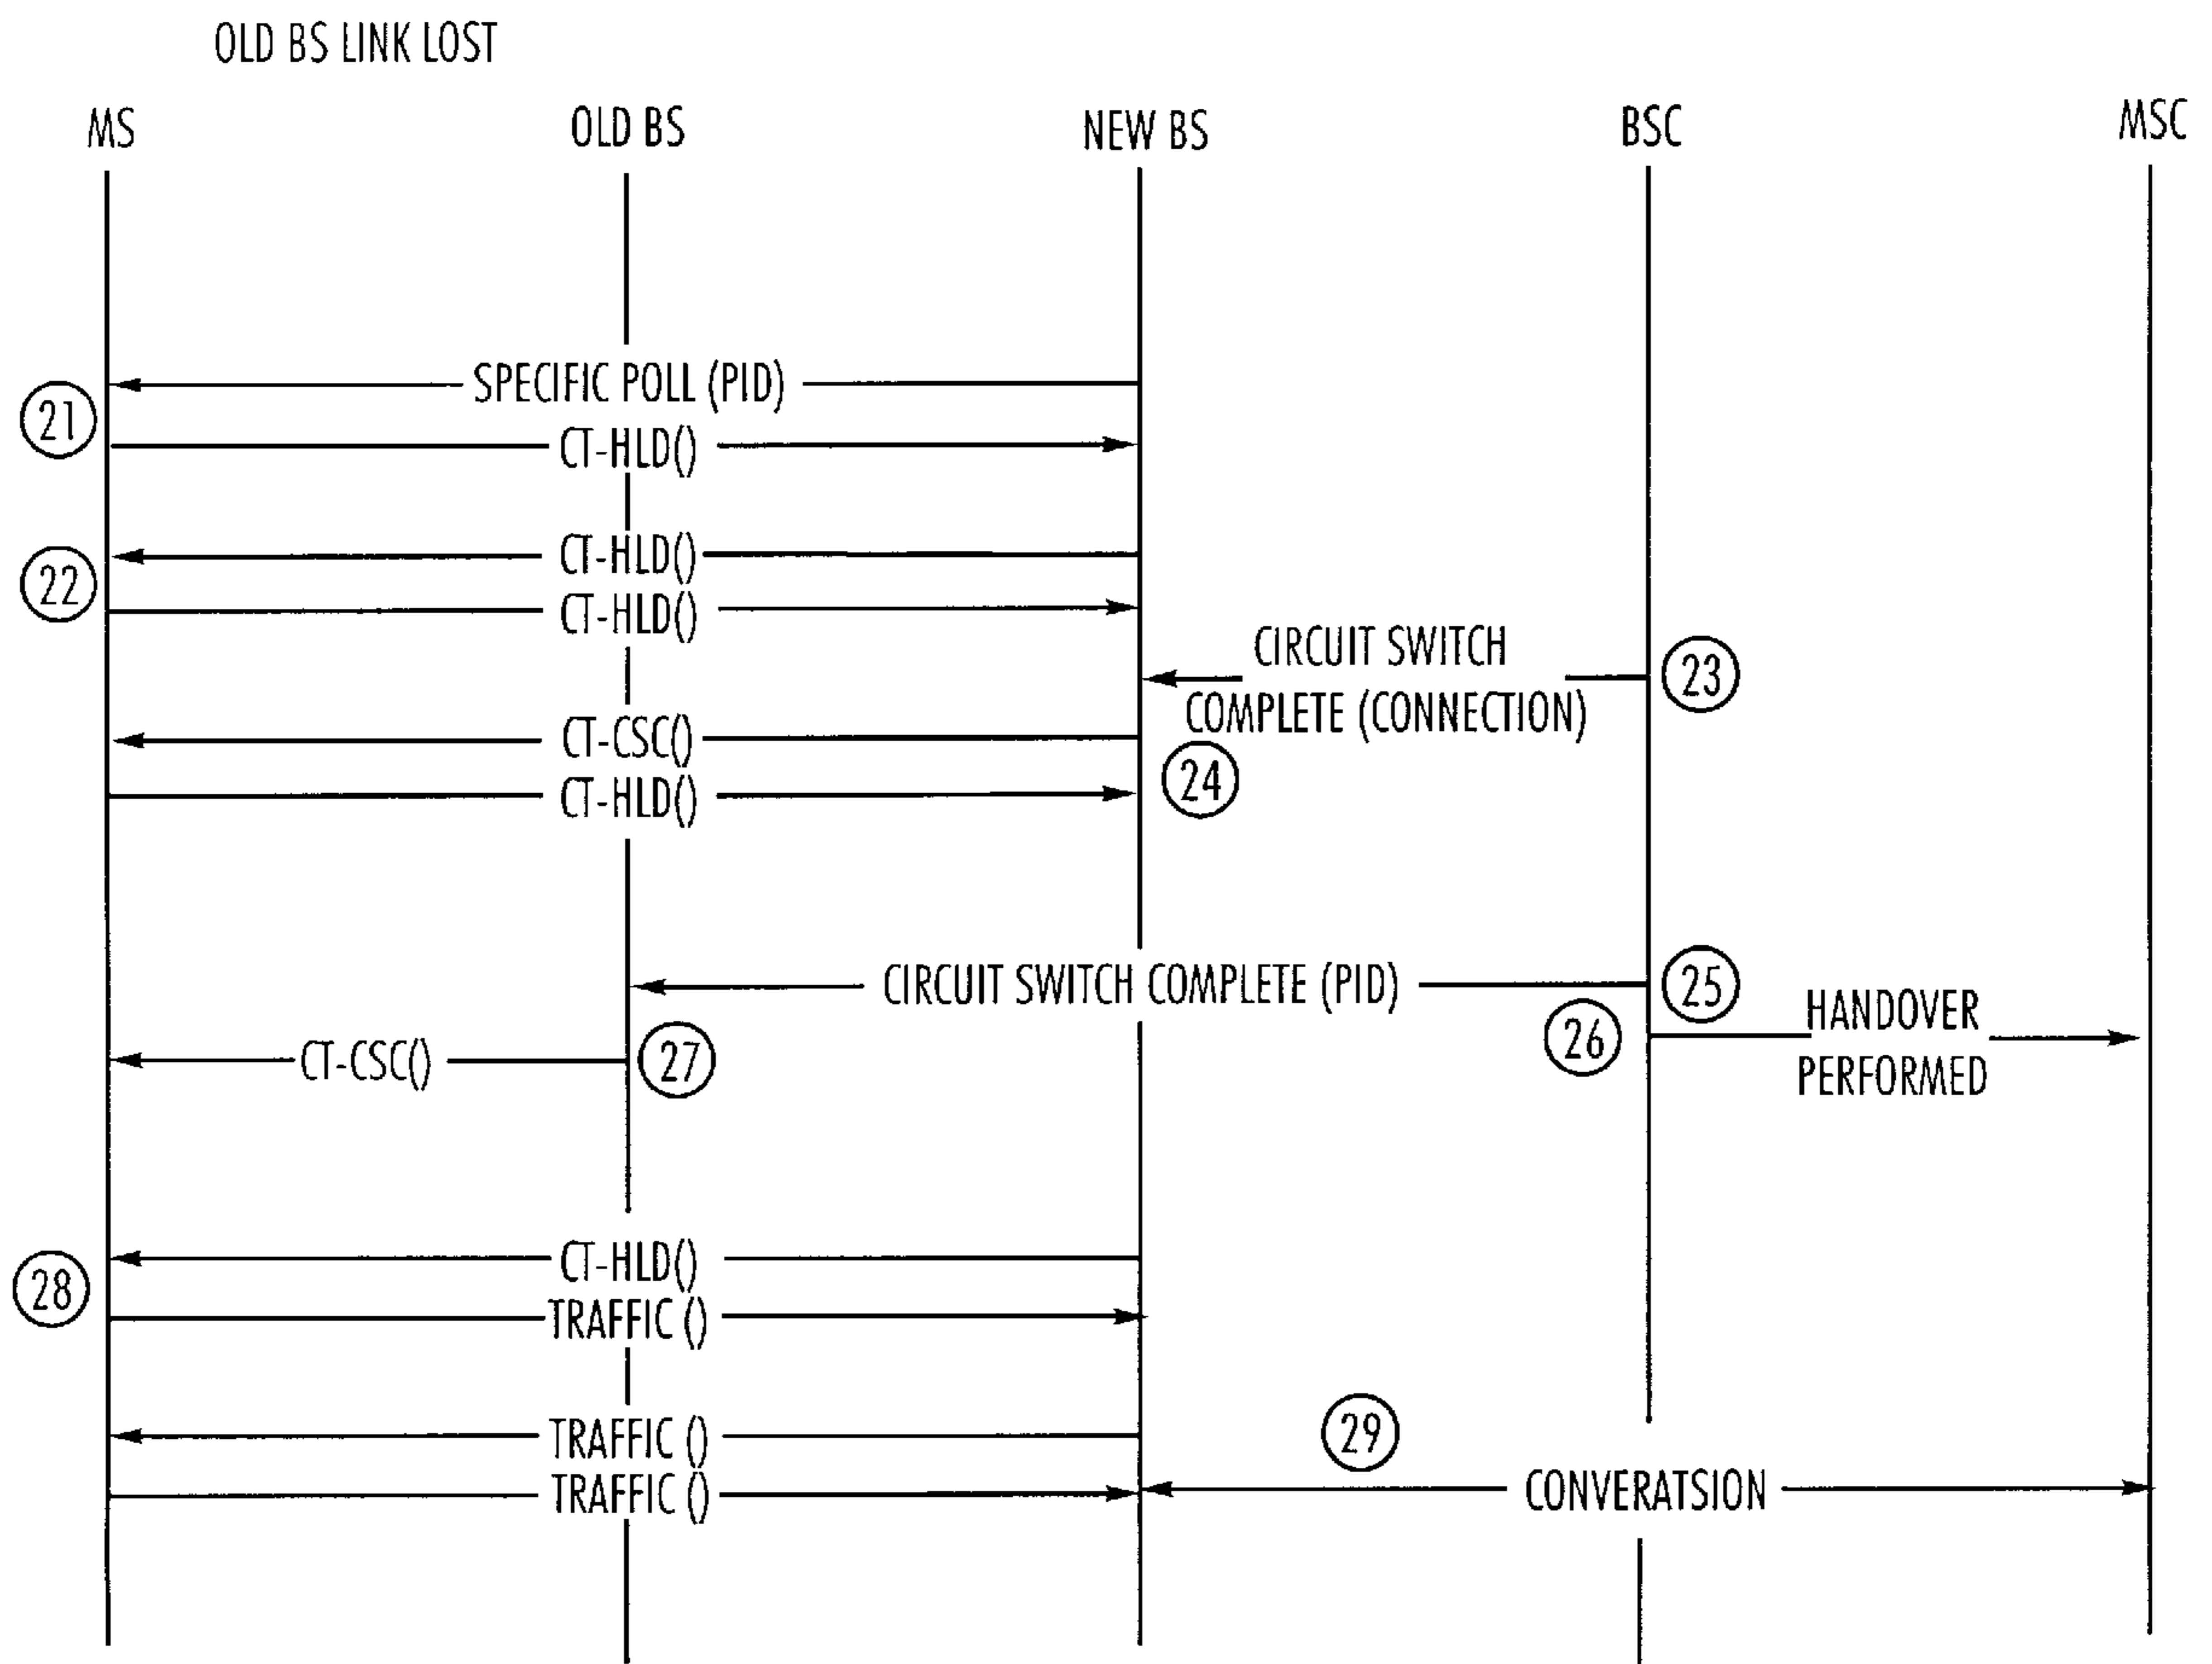 OLD BS LINK LOST
MS OLD BS NEW BS BSC MSC
SPECIFIC POLL (PID)
21
CT-HLD()
CT-HLD()
22
CT-HLD()
CIRCUIT SWITCH
COMPLETE (CONNECTION)
23
CT-CSC()
24
CT-HLD()
CIRCUIT SWITCH COMPLETE (PID)
25
26
HANDOVER
PERFORMED
CT-CSC()
27
CT-HLD()
28
TRAFFIC ()
TRAFFIC ()
29
TRAFFIC ()
CONVERATSION